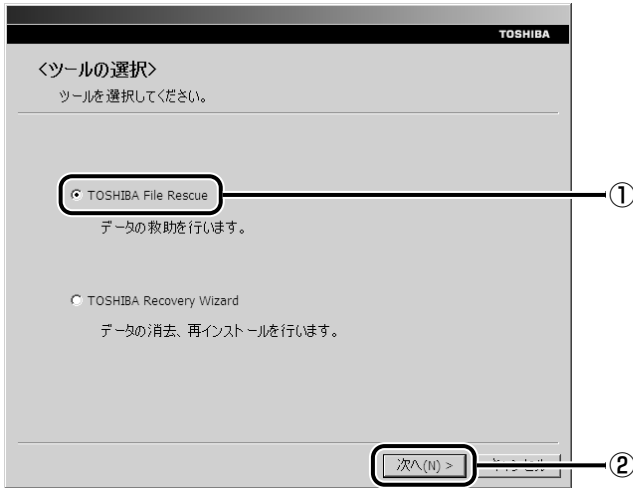 TOSHIBA
<ツールの選択>
ツールを選択してください。
TOSHIBA File Rescue
①
データの救助を行います。
TOSHIBA Recovery Wizard
データの消去、再インストールを行います。
次へ(N) >
②